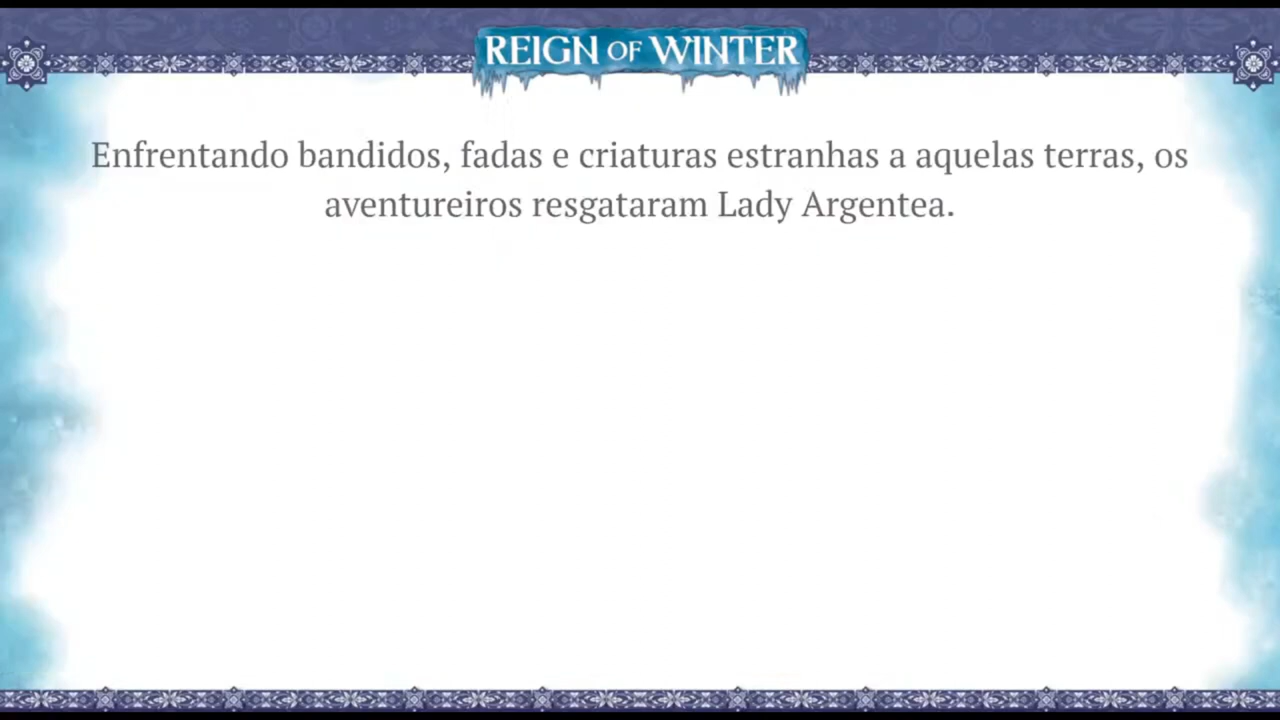 REIGN OF WINTER
Enfrentando bandidos, fadas e criaturas estranhas a aquelas terras, os
aventureiros resgataram Lady Argentea.